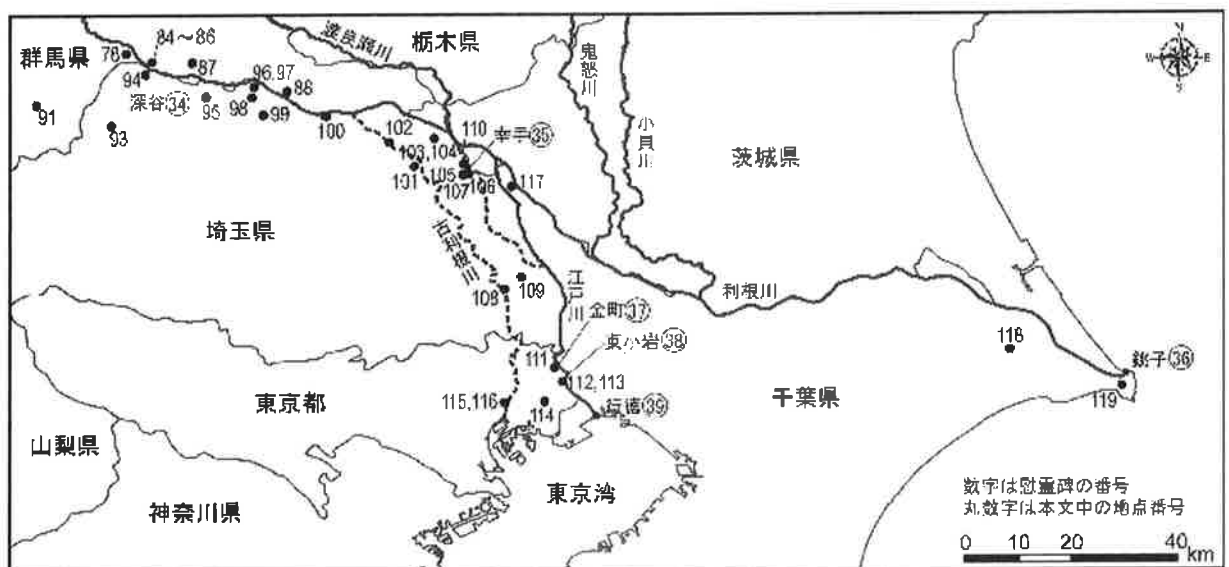 群馬県
栃木県
渡良瀬川
鬼怒川
小貝川
茨城県
78
84～86
87
94
96,97
88
91
深谷㉞
95
98
99
93
100
102
103,104
110
幸手㉟
101
105
107
106
117
埼玉県
古利根川
108
109
江戸川
利根川
金町㊲
111
東小岩㊳
112,113
118
銚子㊱
119
東京都
115,116
114
行徳㊴
千葉県
山梨県
神奈川県
東京湾
数字は慰霊碑の番号
丸数字は本文中の地点番号
0 10 20 40 km
N
W E
S